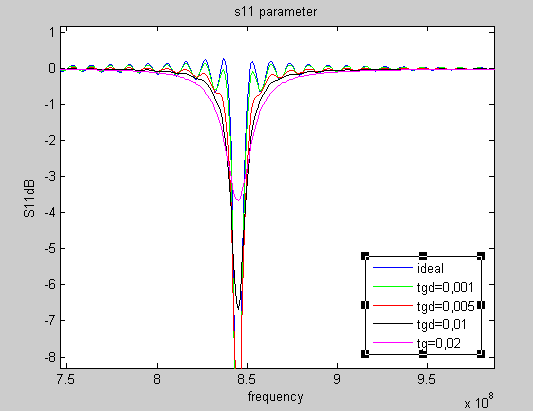 s11 parameter
1
0
-1
-2
-3
-4
-5
-6
-7
-8
S11dB
ideal
tgd=0,001
tgd=0,005
tgd=0,01
tg=0,02
7.5
8
8.5
9
9.5
frequency
x 10^8